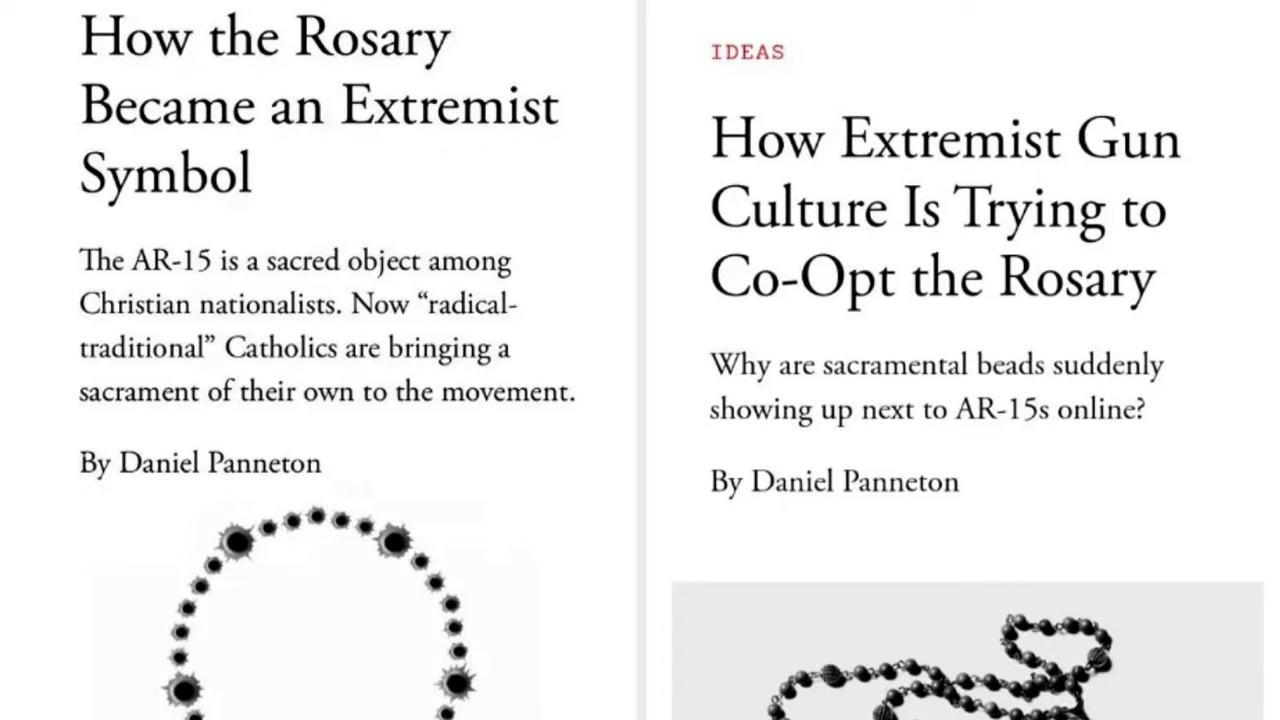 How the Rosary
Became an Extremist
Symbol
The AR-15 is a sacred object among
Christian nationalists. Now “radical-
traditional” Catholics are bringing a
sacrament of their own to the movement.
By Daniel Panneton
IDEAS
How Extremist Gun
Culture Is Trying to
Co-Opt the Rosary
Why are sacramental beads suddenly
showing up next to AR-15s online?
By Daniel Panneton